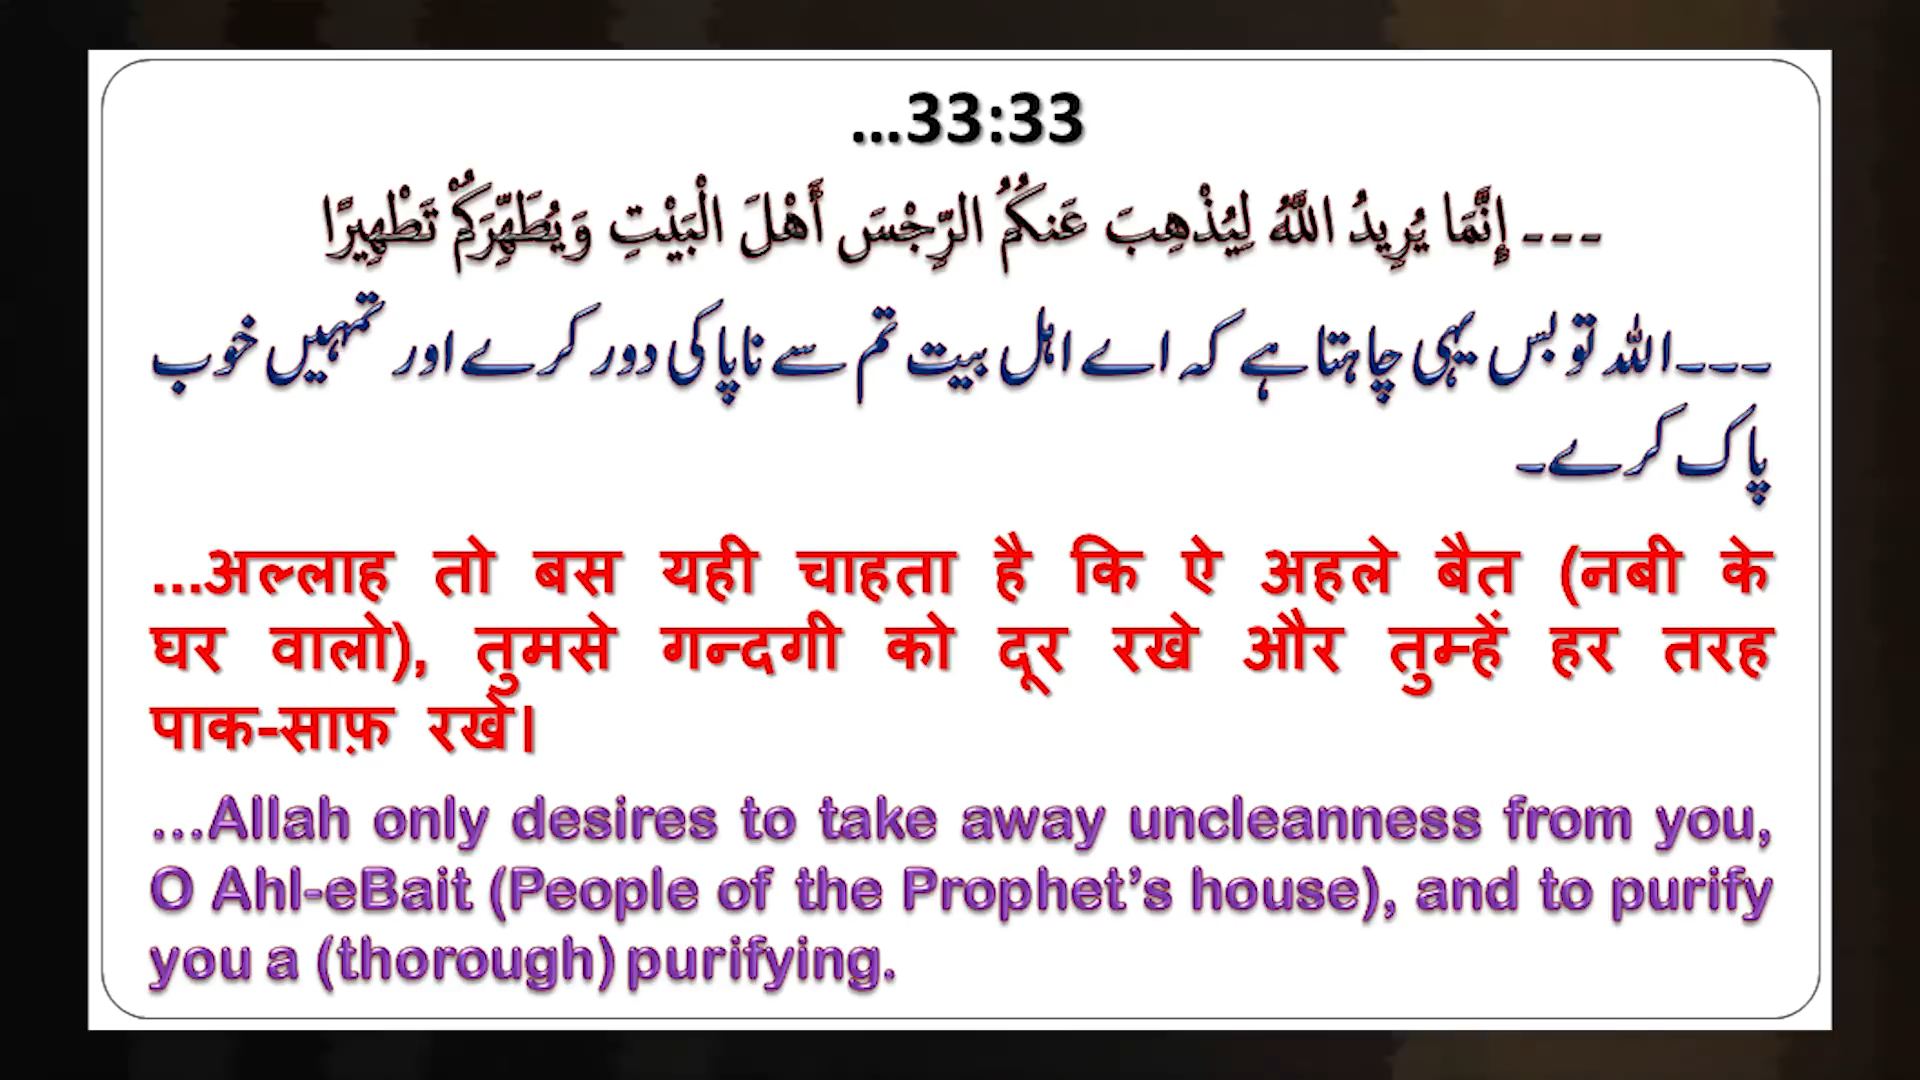 ...33:33
۔۔۔ إِنَّمَا يُرِيدُ اللَّهُ لِيُذْهِبَ عَنكُمُ الرِّجْسَ أَهْلَ الْبَيْتِ وَيُطَهِّرَكُمْ تَطْهِيرًا
۔۔۔اللہ تو بس یہی چاہتا ہے کہ اے اہل بیت تم سے ناپاکی دور کرے اور تمہیں خوب
پاک کرے۔
...अल्लाह तो बस यही चाहता है कि ऐ अहले बैत (नबी के
घर वालो), तुमसे गन्दगी को दूर रखे और तुम्हें हर तरह
पाक-साफ़ रखे।
...Allah only desires to take away uncleanness from you,
O Ahl-eBait (People of the Prophet’s house), and to purify
you a (thorough) purifying.